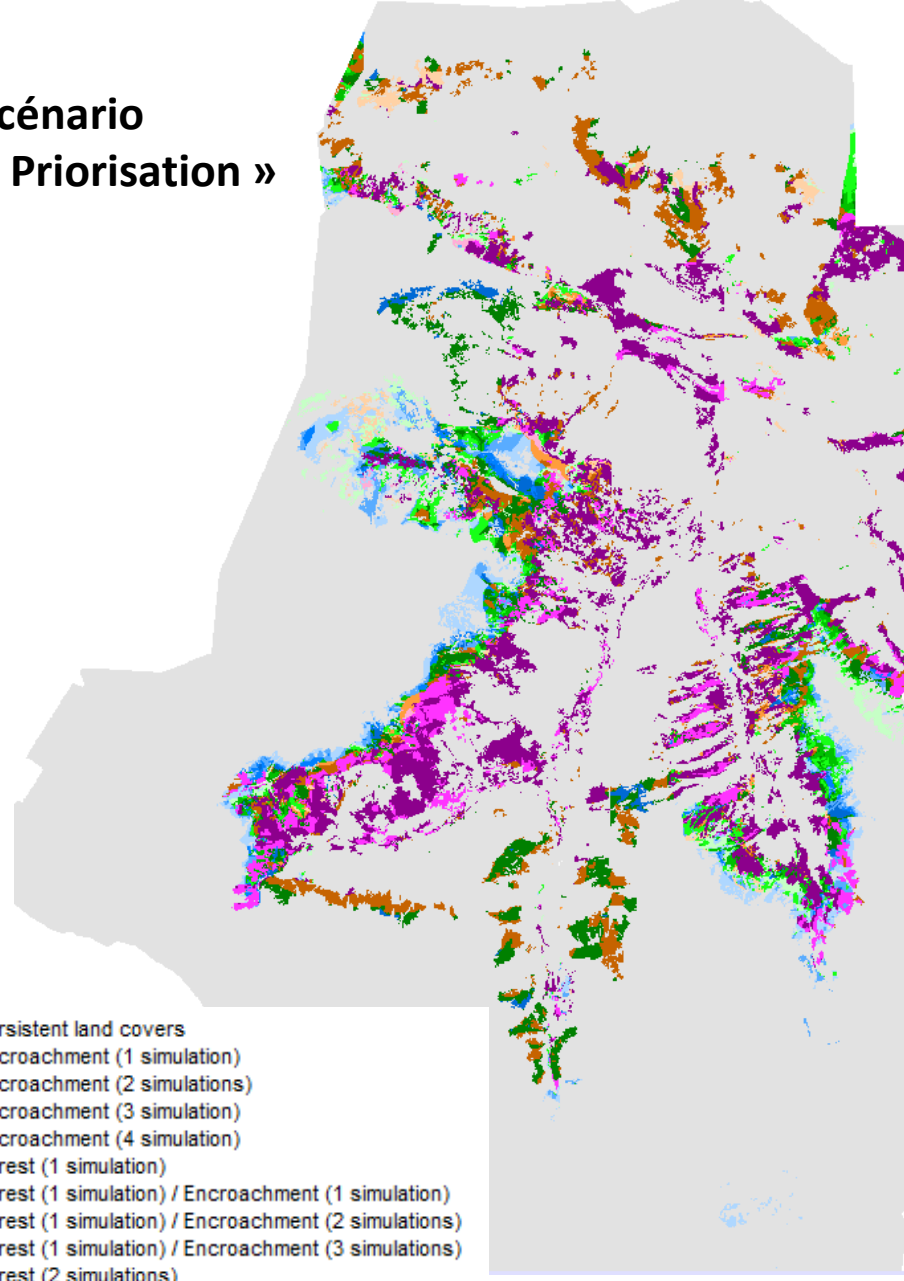 cénario
Priorisation »
rsistent land covers
croachment (1 simulation)
croachment (2 simulations)
croachment (3 simulation)
croachment (4 simulation)
rest (1 simulation)
rest (1 simulation) / Encroachment (1 simulation)
rest (1 simulation) / Encroachment (2 simulations)
rest (1 simulation) / Encroachment (3 simulations)
rest (2 simulations)